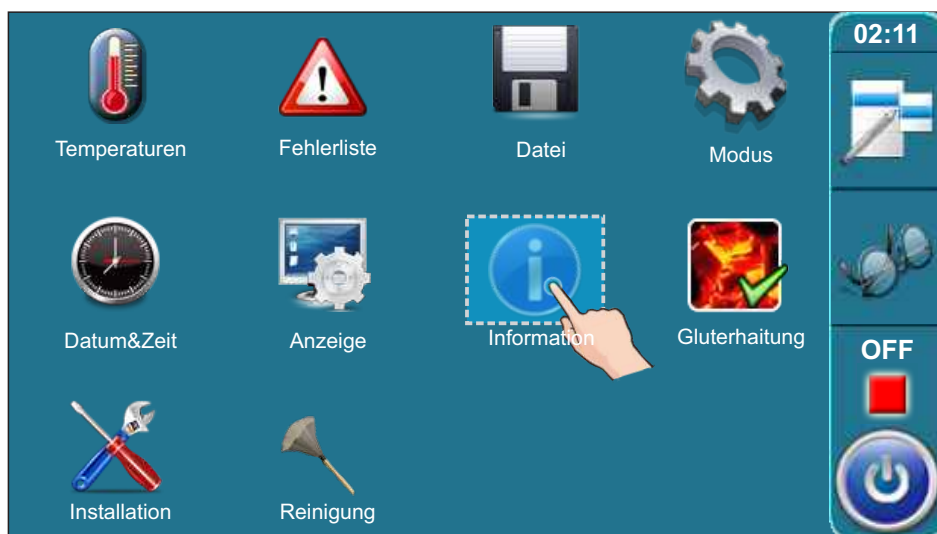 02:11
Temperaturen Fehlerliste Datei Modus
Datum&Zeit Anzeige Information Gluterhaitung
OFF
Installation Reinigung